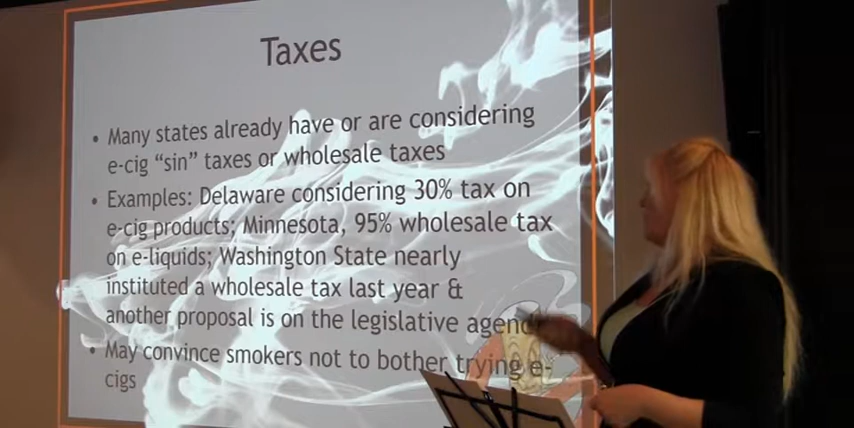 Taxes
• Many states already have or are considering
e-cig “sin” taxes or wholesale taxes
• Examples: Delaware considering 30% tax on
e-cig products; Minnesota, 95% wholesale tax
on e-liquids; Washington State nearly
instituted a wholesale tax last year &
another proposal is on the legislative agenda
• May convince smokers not to bother trying e-
cigs